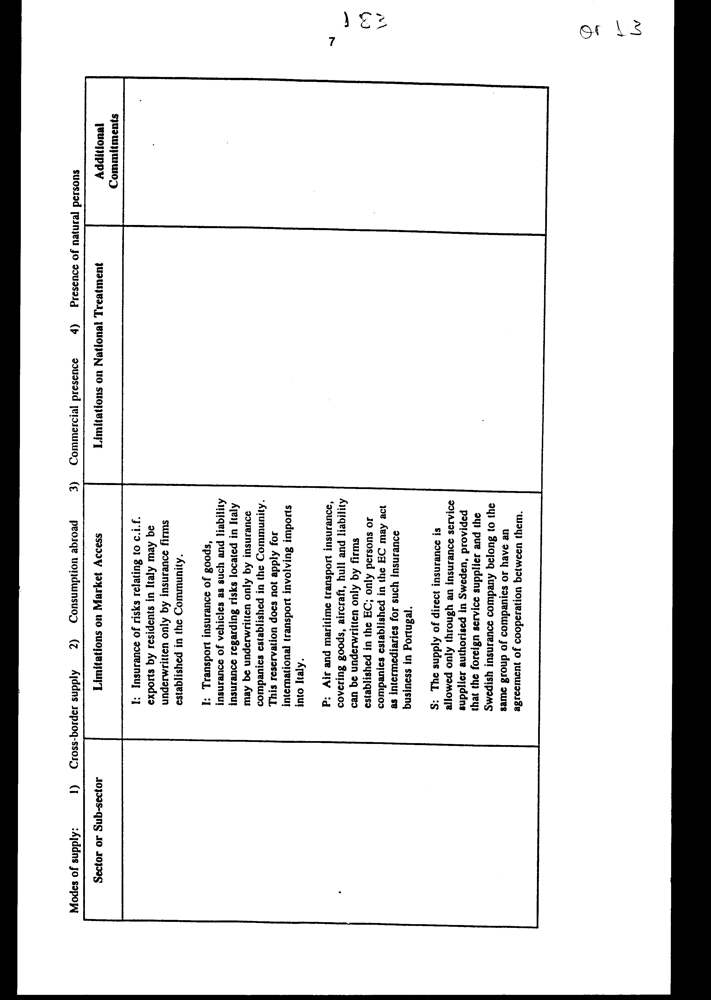 183
or 13
7
Modes of supply: 1) Cross-border supply 2) Consumption abroad 3) Commercial presence 4) Presence of natural persons
Sector or Sub-sector
Limitations on Market Access
Limitations on National Treatment
Additional
Commitments
I: Insurance of risks relating to c.i.f.
exports by residents in Italy may be
underwritten only by insurance firms
established in the Community.
I: Transport insurance of goods,
insurance of vehicles as such and liability
insurance regarding risks located in Italy
may be underwritten only by insurance
companies established in the Community.
This reservation does not apply for
international transport involving imports
into Italy.
P: Air and maritime transport insurance,
covering goods, aircraft, hull and liability
can be underwritten only by firms
established in the EC; only persons or
companies established in the EC may act
as intermediaries for such insurance
business in Portugal.
S: The supply of direct insurance is
allowed only through an insurance service
supplier authorised in Sweden, provided
that the foreign service supplier and the
Swedish insurance company belong to the
same group of companies or have an
agreement of cooperation between them.